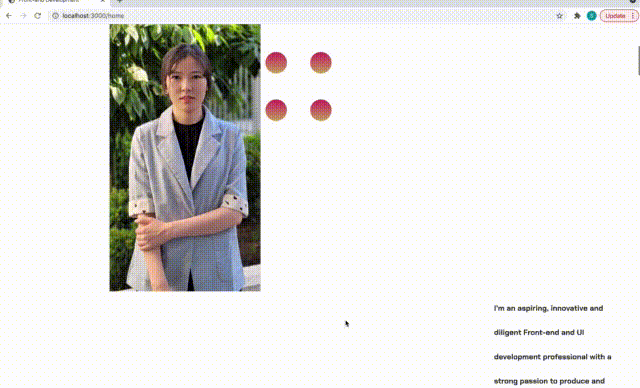 Front-end Development
localhost:3000/home
S
Update
I'm an aspiring, innovative and
diligent Front-end and UI
development professional with a
strong passion to produce and